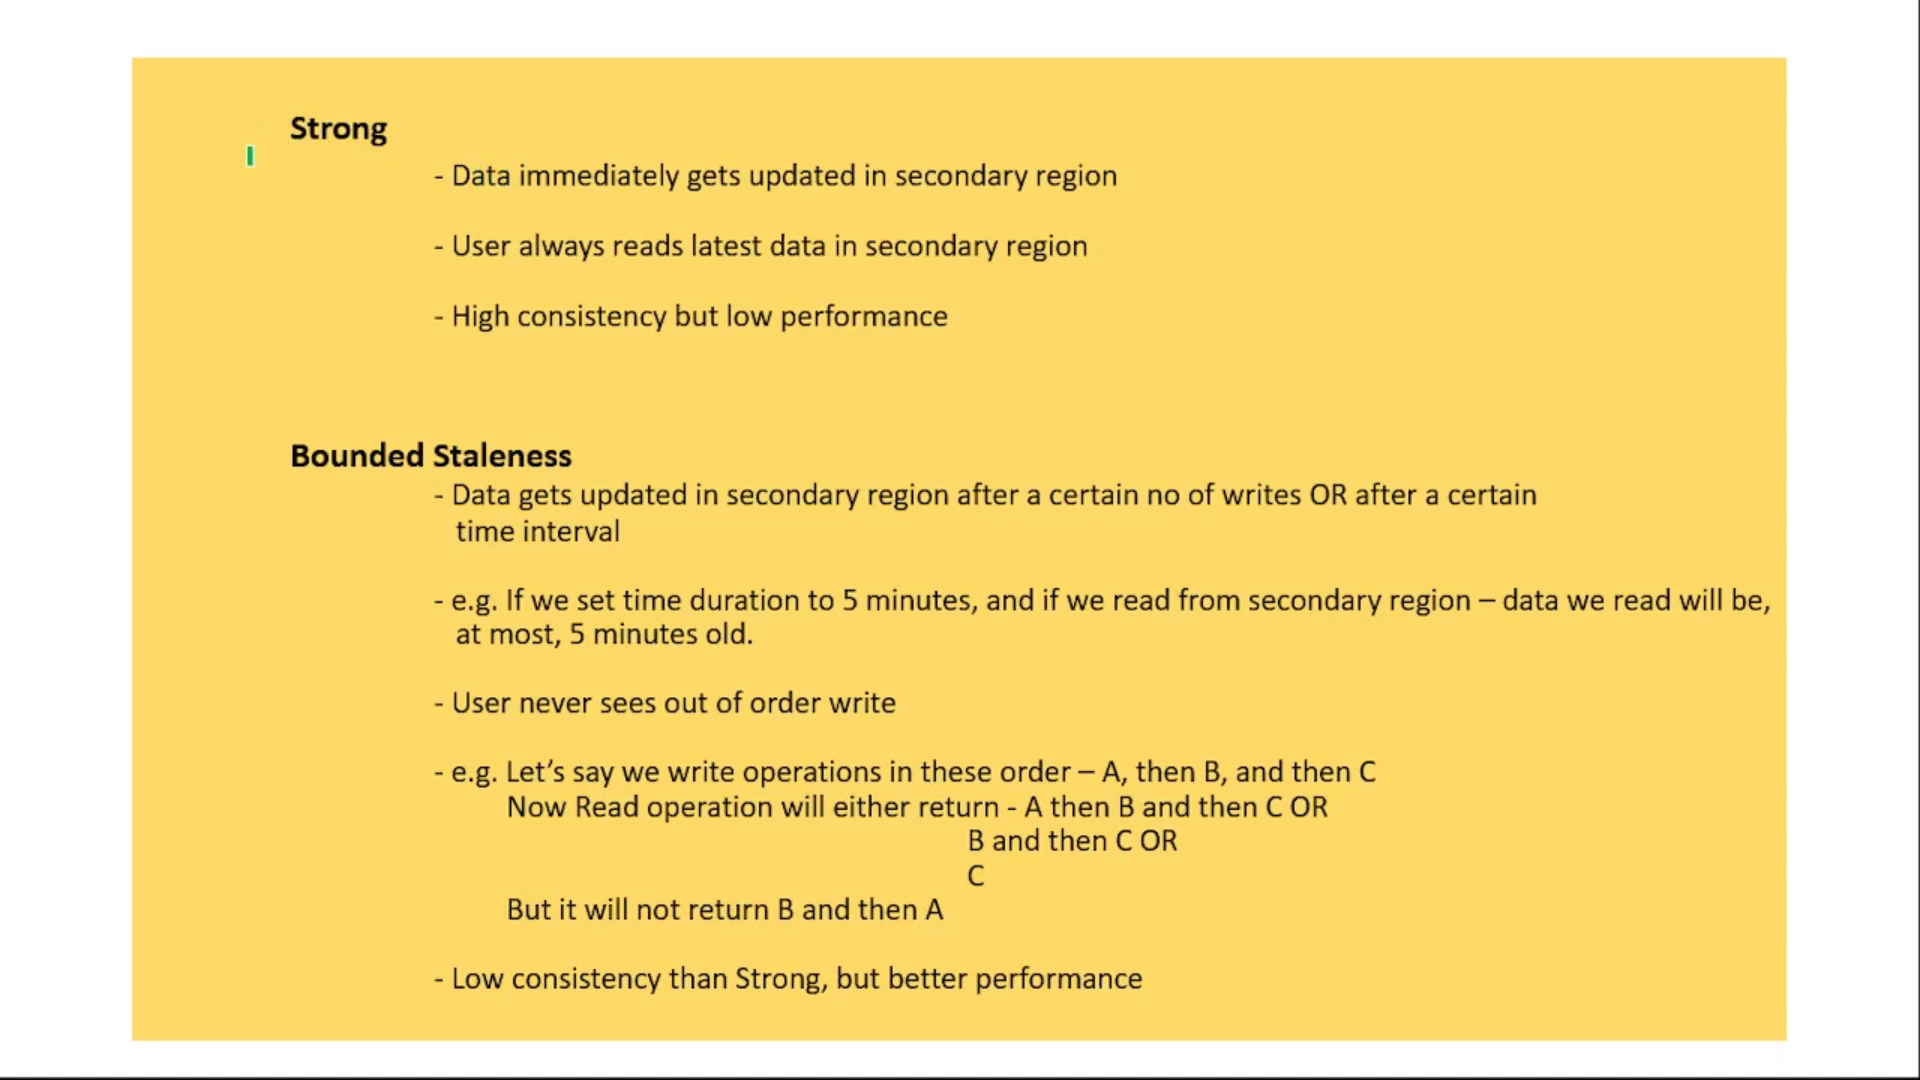 Strong
- Data immediately gets updated in secondary region
- User always reads latest data in secondary region
- High consistency but low performance
Bounded Staleness
- Data gets updated in secondary region after a certain no of writes OR after a certain
time interval
- e.g. If we set time duration to 5 minutes, and if we read from secondary region – data we read will be,
at most, 5 minutes old.
- User never sees out of order write
- e.g. Let’s say we write operations in these order – A, then B, and then C
Now Read operation will either return - A then B and then C OR
B and then C OR
C
But it will not return B and then A
- Low consistency than Strong, but better performance